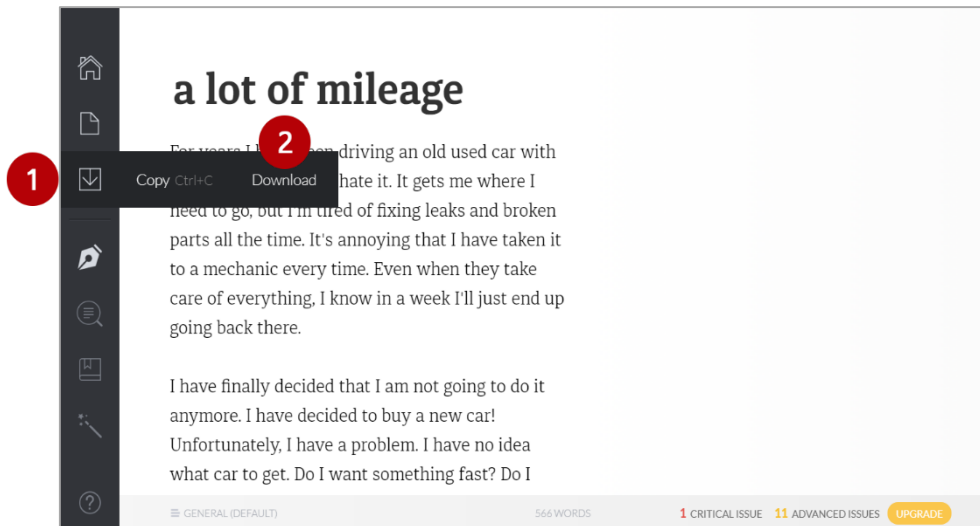 a lot of mileage
2
For years I driving an old used car with
1
Copy Ctrl+C Download
hate it. It gets me where I
need to go, but I'm tired of fixing leaks and broken
parts all the time. It's annoying that I have taken it
to a mechanic every time. Even when they take
care of everything, I know in a week I'll just end up
going back there.
I have finally decided that I am not going to do it
anymore. I have decided to buy a new car!
Unfortunately, I have a problem. I have no idea
what car to get. Do I want something fast? Do I
GENERAL (DEFAULT) 566 WORDS 1 CRITICAL ISSUE 11 ADVANCED ISSUES UPGRADE